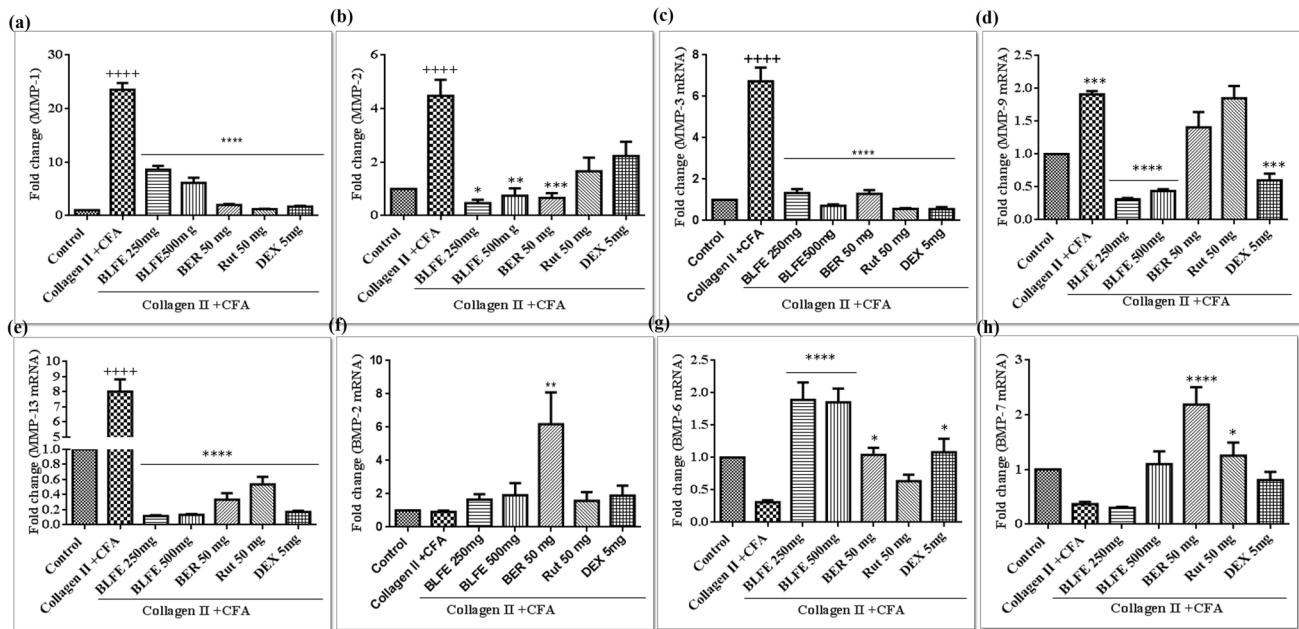 (a)
Fold change (MMP-1)
30
20
10
0
++++
****
Control
Collagen II +CFA
BLFE 250mg
BLFE500mg
BER 50 mg
Rut 50 mg
DEX 5mg
Collagen II +CFA
(b)
Fold change (MMP-2)
6
4
2
0
++++
*
**
***
Control
Collagen II +CFA
BLFE 250mg
BLFE 500m g
BER 50 mg
Rut 50 mg
DEX 5mg
Collagen II +CFA
(c)
Fold change (MMP-3 mRNA)
8
6
4
2
0
++++
****
Control
Collagen II +CFA
BLFE 250mg
BLFE500mg
BER 50 mg
Rut 50 mg
DEX 5mg
Collagen II +CFA
(d)
Fold change (MMP-9 mRNA)
2.5
2.0
1.5
1.0
0.5
0.0
***
****
***
Control
Collagen II +CFA
BLFE 250mg
BLFE 500mg
BER 50 mg
Rut 50 mg
DEX 5mg
Collagen II +CFA
(e)
Fold change (MMP-13 mRNA)
10
9
8
7
6
5
1.0
0.8
0.6
0.4
0.2
0.0
++++
****
Control
Collagen II +CFA
BLFE 250mg
BLFE 500mg
BER 50 mg
Rut 50 mg
DEX 5mg
Collagen II +CFA
(f)
Fold change (BMP-2 mRNA)
10
8
6
4
2
0
**
Control
Collagen II +CFA
BLFE 250mg
BLFE 500mg
BER 50 mg
Rut 50 mg
DEX 5mg
Collagen II +CFA
(g)
Fold change (BMP-6 mRNA)
2.5
2.0
1.5
1.0
0.5
0.0
****
*
*
Control
Collagen II +CFA
BLFE 250mg
BLFE 500mg
BER 50 mg
Rut 50 mg
DEX 5mg
Collagen II +CFA
(h)
Fold change (BMP-7 mRNA)
3
2
1
0
****
*
Control
Collagen II +CFA
BLFE 250mg
BLFE 500mg
BER 50 mg
Rut 50 mg
DEX 5mg
Collagen II +CFA